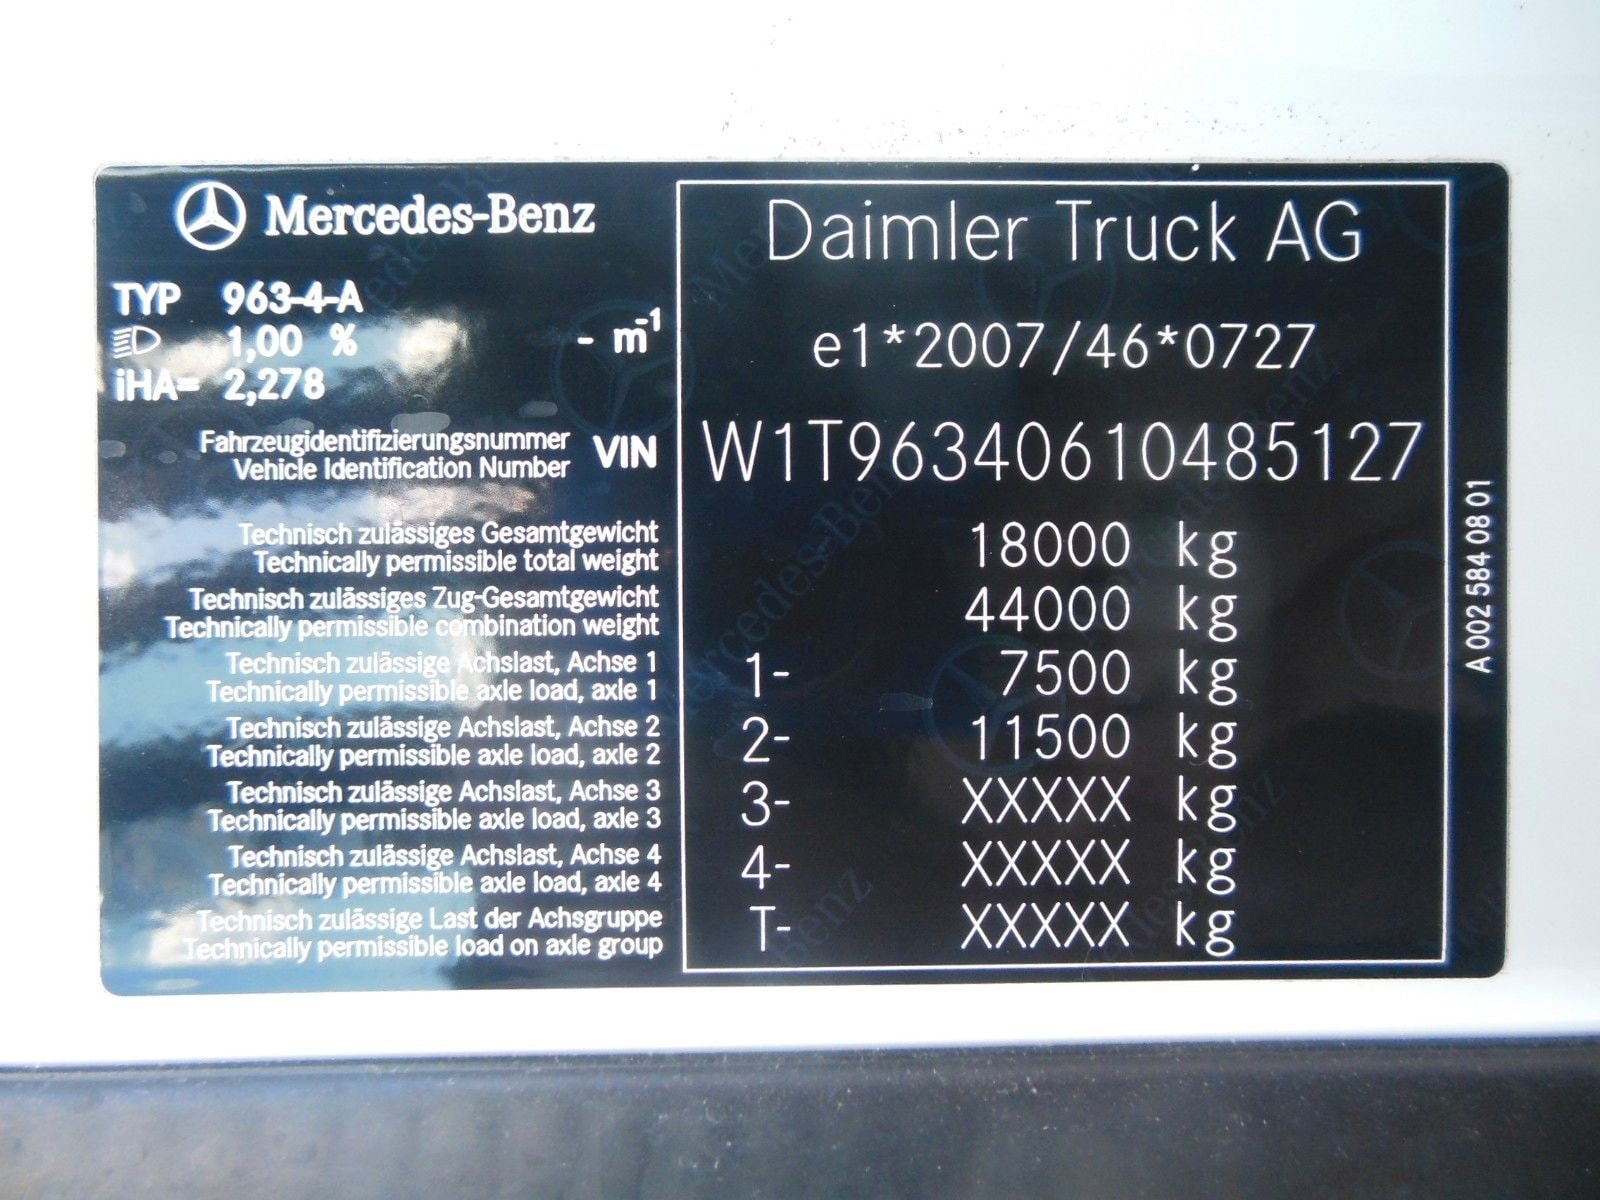 Mercedes-Benz
TYP 963-4-A
1,00 % - m-1
iHA= 2,278
Fahrzeugidentifizierungsnummer
Vehicle Identification Number
VIN
Technisch zulässiges Gesamtgewicht
Technically permissible total weight
Technisch zulässiges Zug-Gesamtgewicht
Technically permissible combination weight
Technisch zulässige Achslast, Achse 1
Technically permissible axle load, axle 1
Technisch zulässige Achslast, Achse 2
Technically permissible axle load, axle 2
Technisch zulässige Achslast, Achse 3
Technically permissible axle load, axle 3
Technisch zulässige Achslast, Achse 4
Technically permissible axle load, axle 4
Technisch zulässige Last der Achsgruppe
Technically permissible load on axle group
Daimler Truck AG
e1*2007/46*0727
W1T96340610485127
18000 kg
44000 kg
1- 7500 kg
2- 11500 kg
3- XXXXX kg
4- XXXXX kg
T- XXXXX kg
A 002 584 08 01